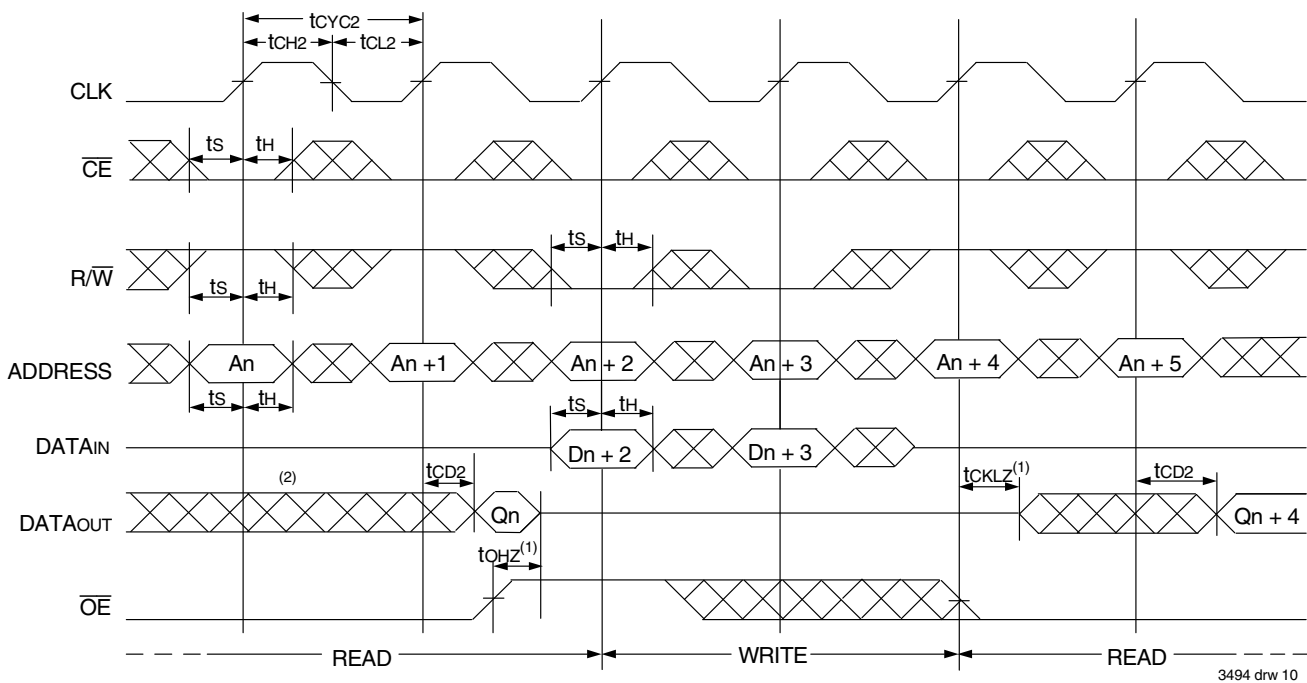 tCYC2
tCH2 tCL2
CLK
tS tH
CE
tS tH
R/W
tS tH
An An + 1 An + 2 An + 3 An + 4 An + 5
ADDRESS
tS tH
tS tH
DATAIN
Dn + 2 Dn + 3
tCD2 tCKLZ(1) tCD2
(2)
DATAOUT
Qn Qn + 4
tOHZ(1)
OE
READ WRITE READ
3494 drw 10